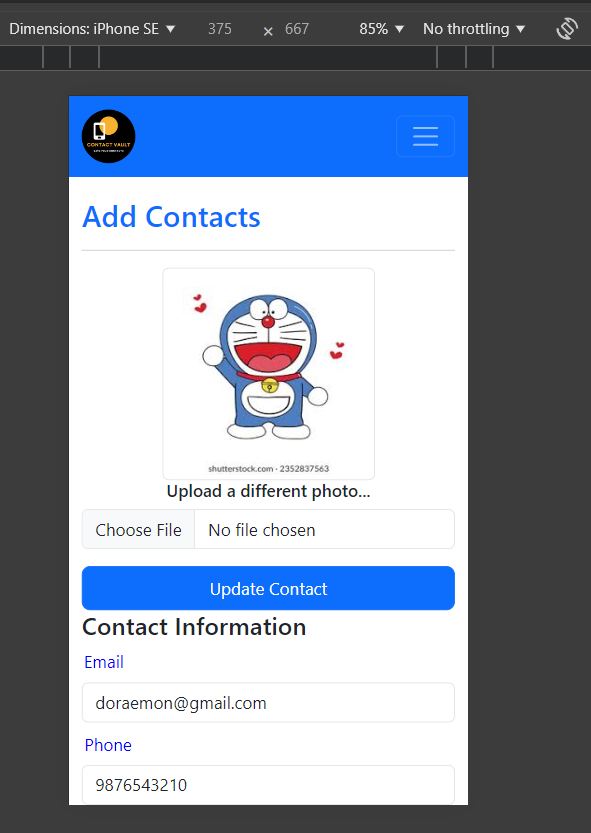 Dimensions: iPhone SE ▼ 375 × 667 85% ▼ No throttling ▼
CONTACT VAULT
Add Contacts
shutterstock.com · 2352837563
Upload a different photo...
Choose File No file chosen
Update Contact
Contact Information
Email
doraemon@gmail.com
Phone
9876543210